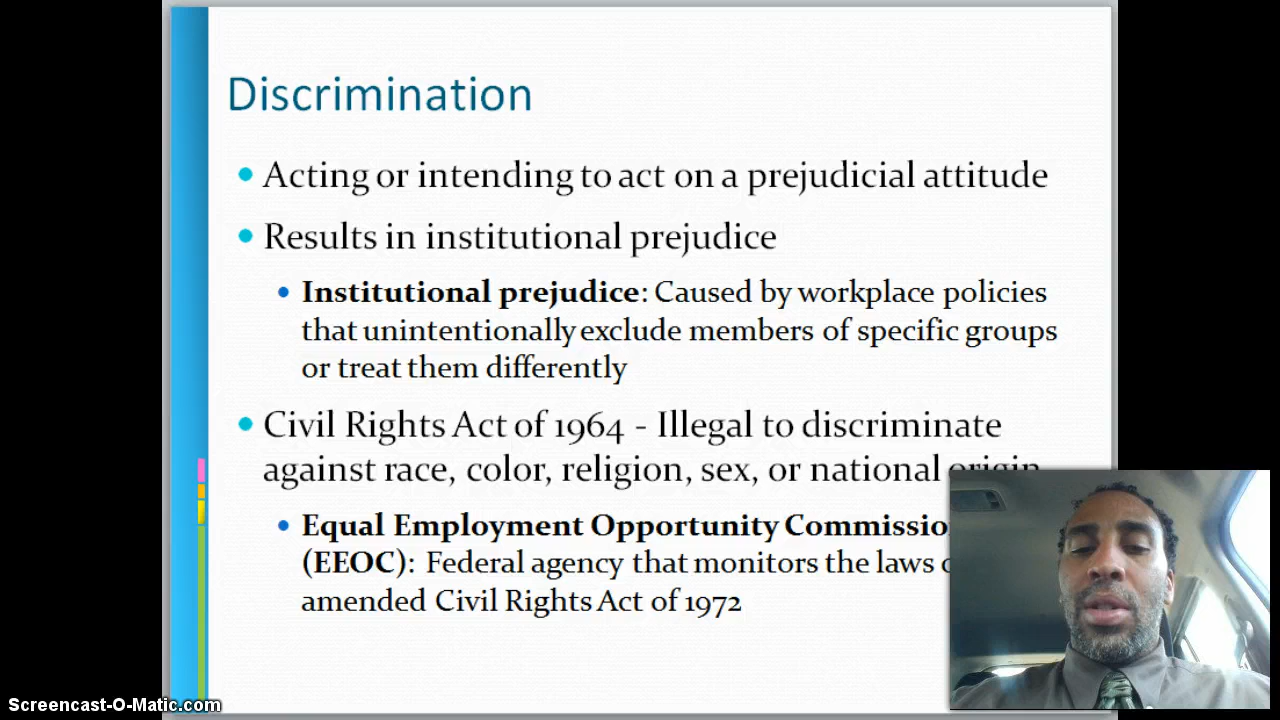 Discrimination
Acting or intending to act on a prejudicial attitude
Results in institutional prejudice
Institutional prejudice: Caused by workplace policies
that unintentionally exclude members of specific groups
or treat them differently
Civil Rights Act of 1964 - Illegal to discriminate
against race, color, religion, sex, or national origin
Equal Employment Opportunity
(EEOC): Federal agency that monitors the laws
amended Civil Rights Act of 1972
Screencast-O-Matic.com